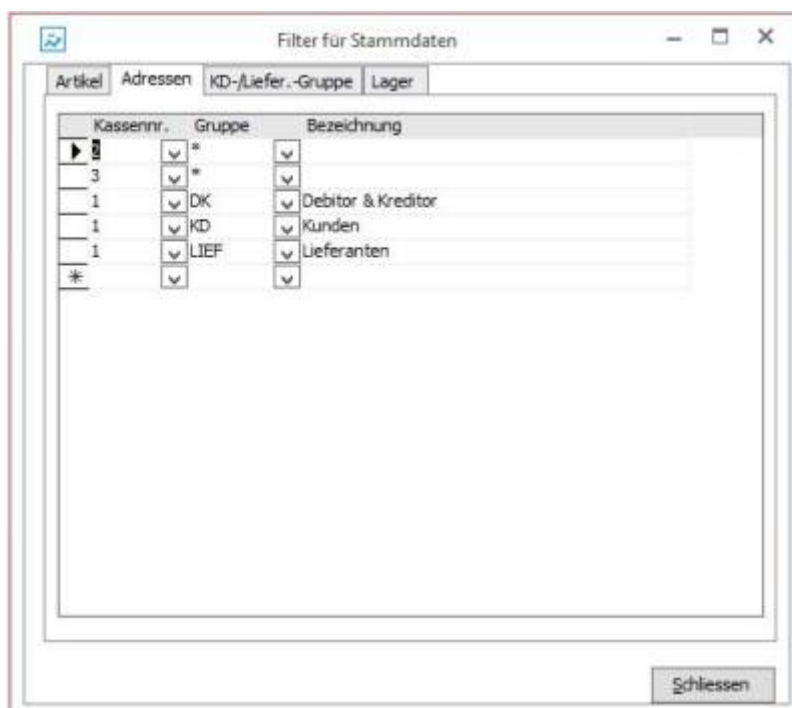 Filter für Stammdaten
Artikel Adressen KD-/Liefer.-Gruppe Lager
Kassennr. Gruppe Bezeichnung
2 *
3 *
1 DK Debitor & Kreditor
1 KD Kunden
1 LIEF Lieferanten
*
Schliessen